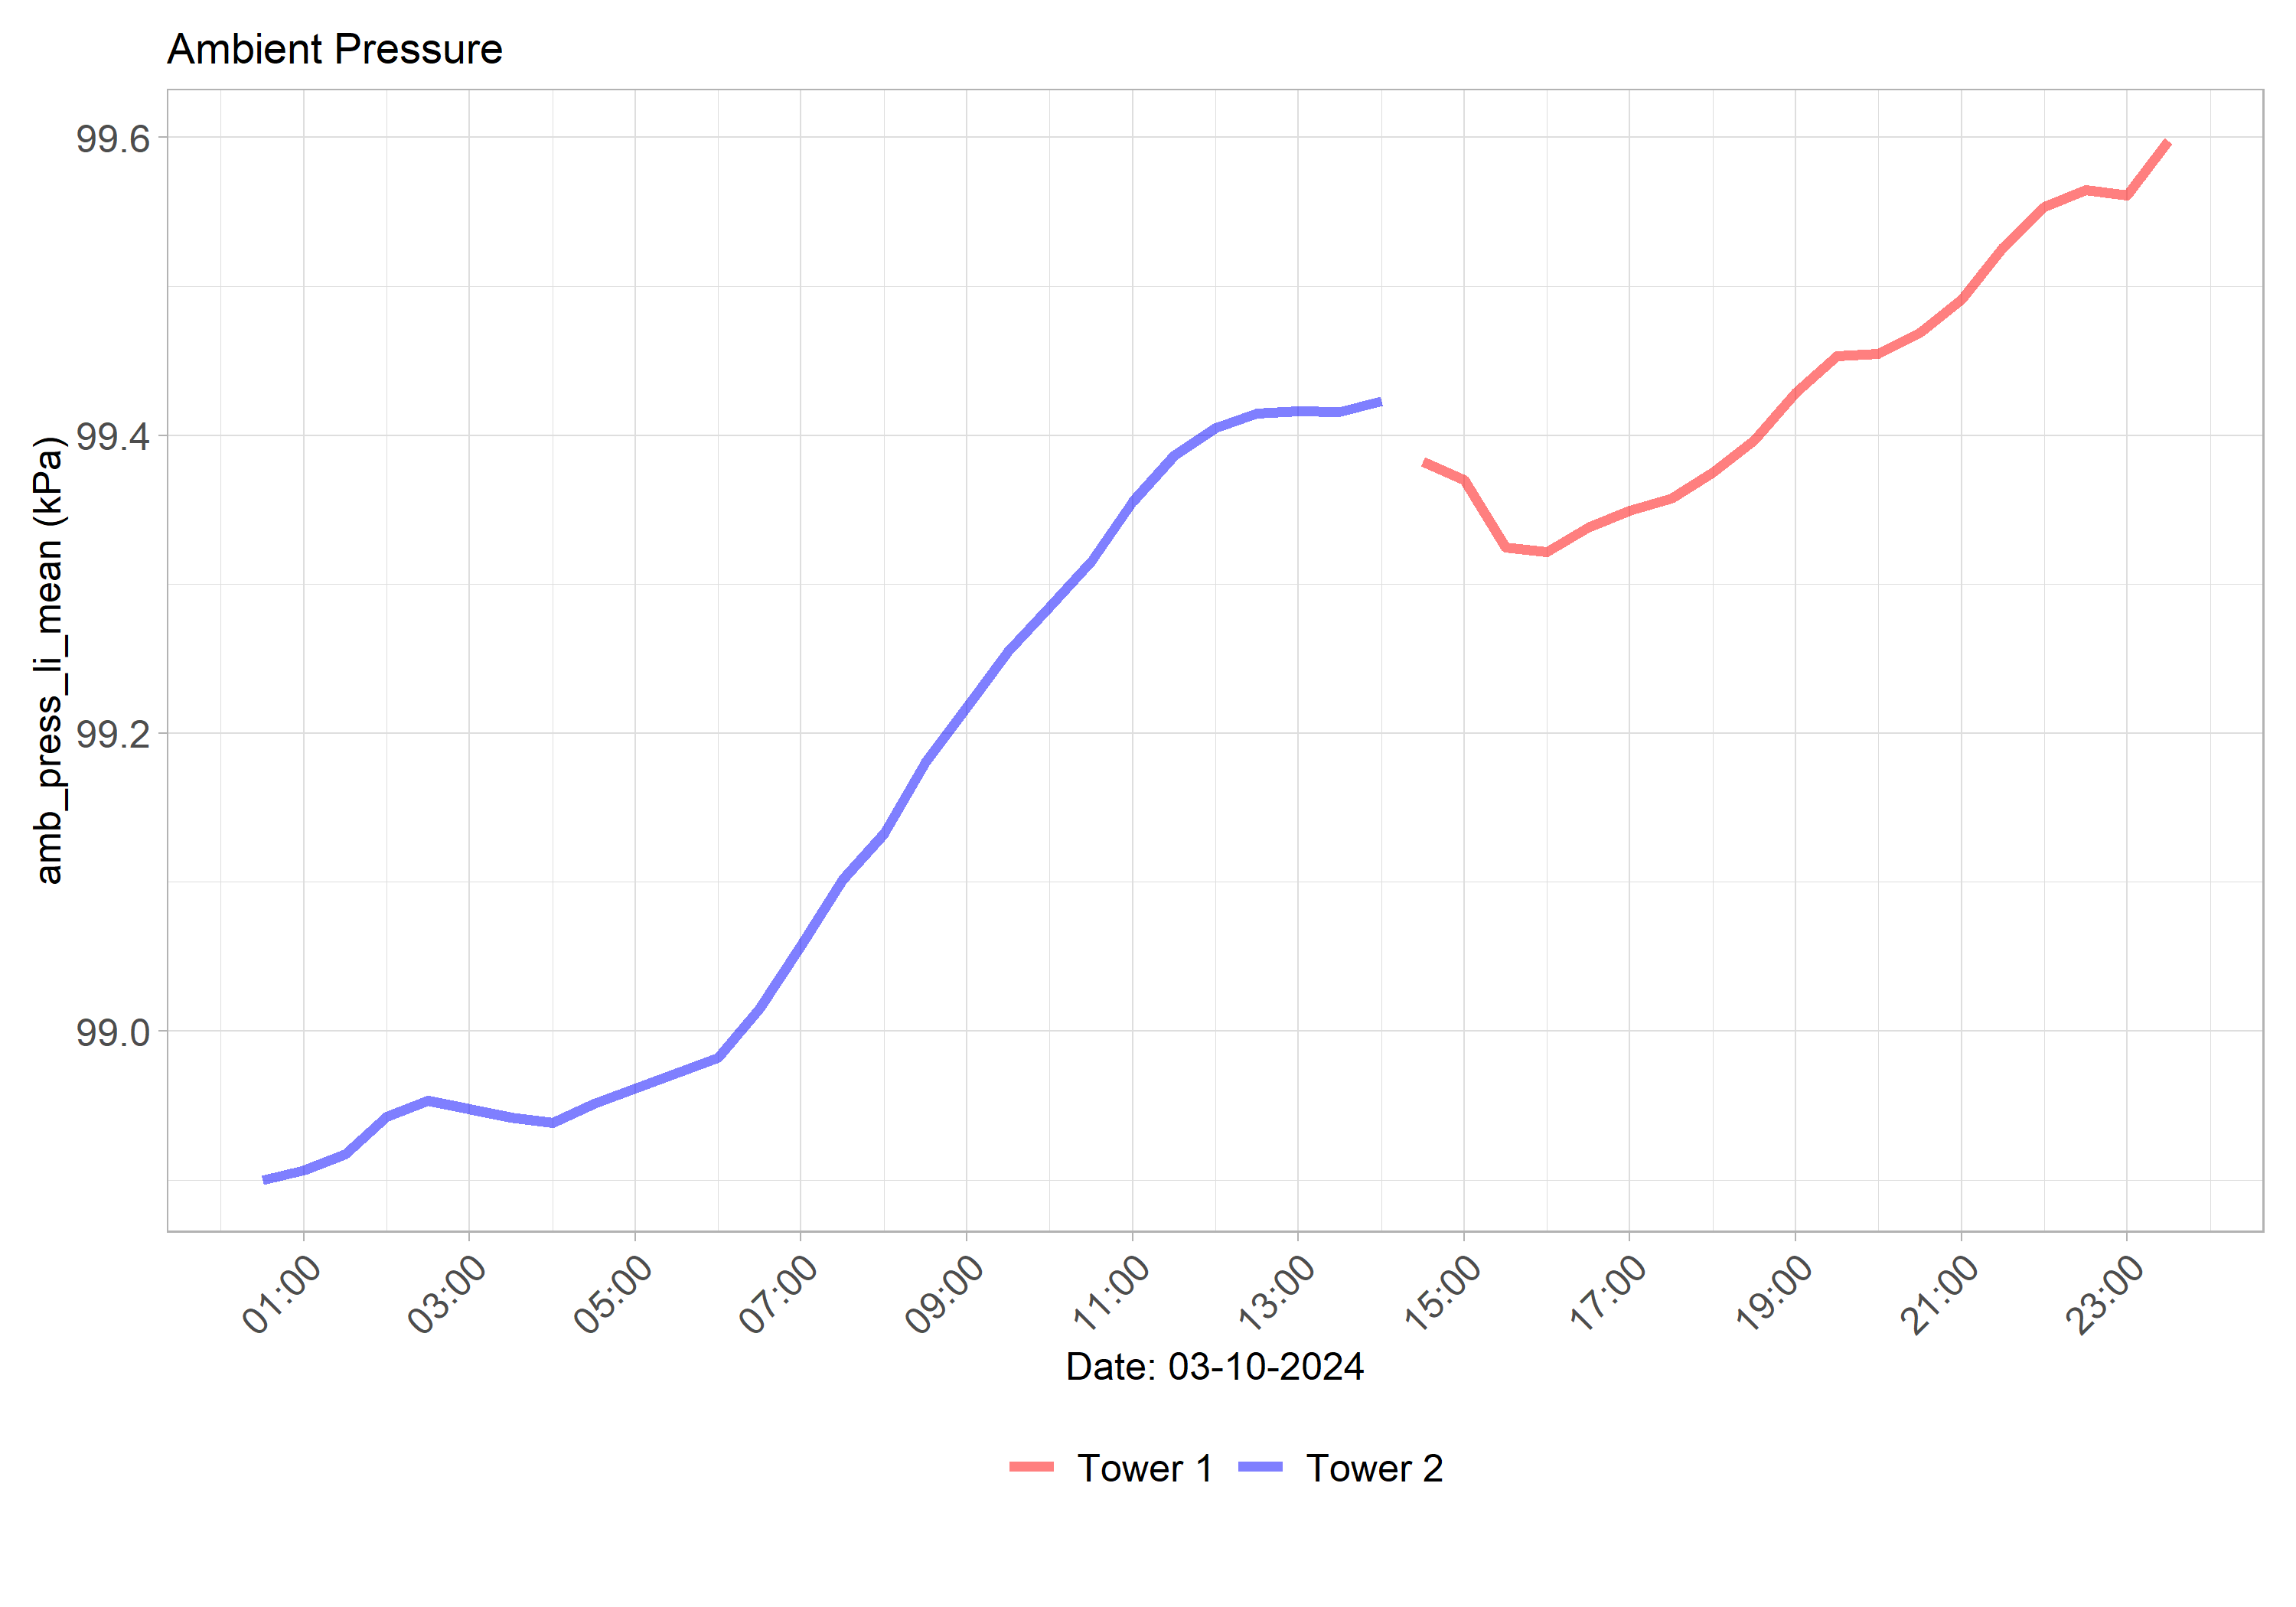 Ambient Pressure
amb_press_li_mean (kPa)
99.6
99.4
99.2
99.0
01:00 03:00 05:00 07:00 09:00 11:00 13:00 15:00 17:00 19:00 21:00 23:00
Date: 03-10-2024
Tower 1 Tower 2